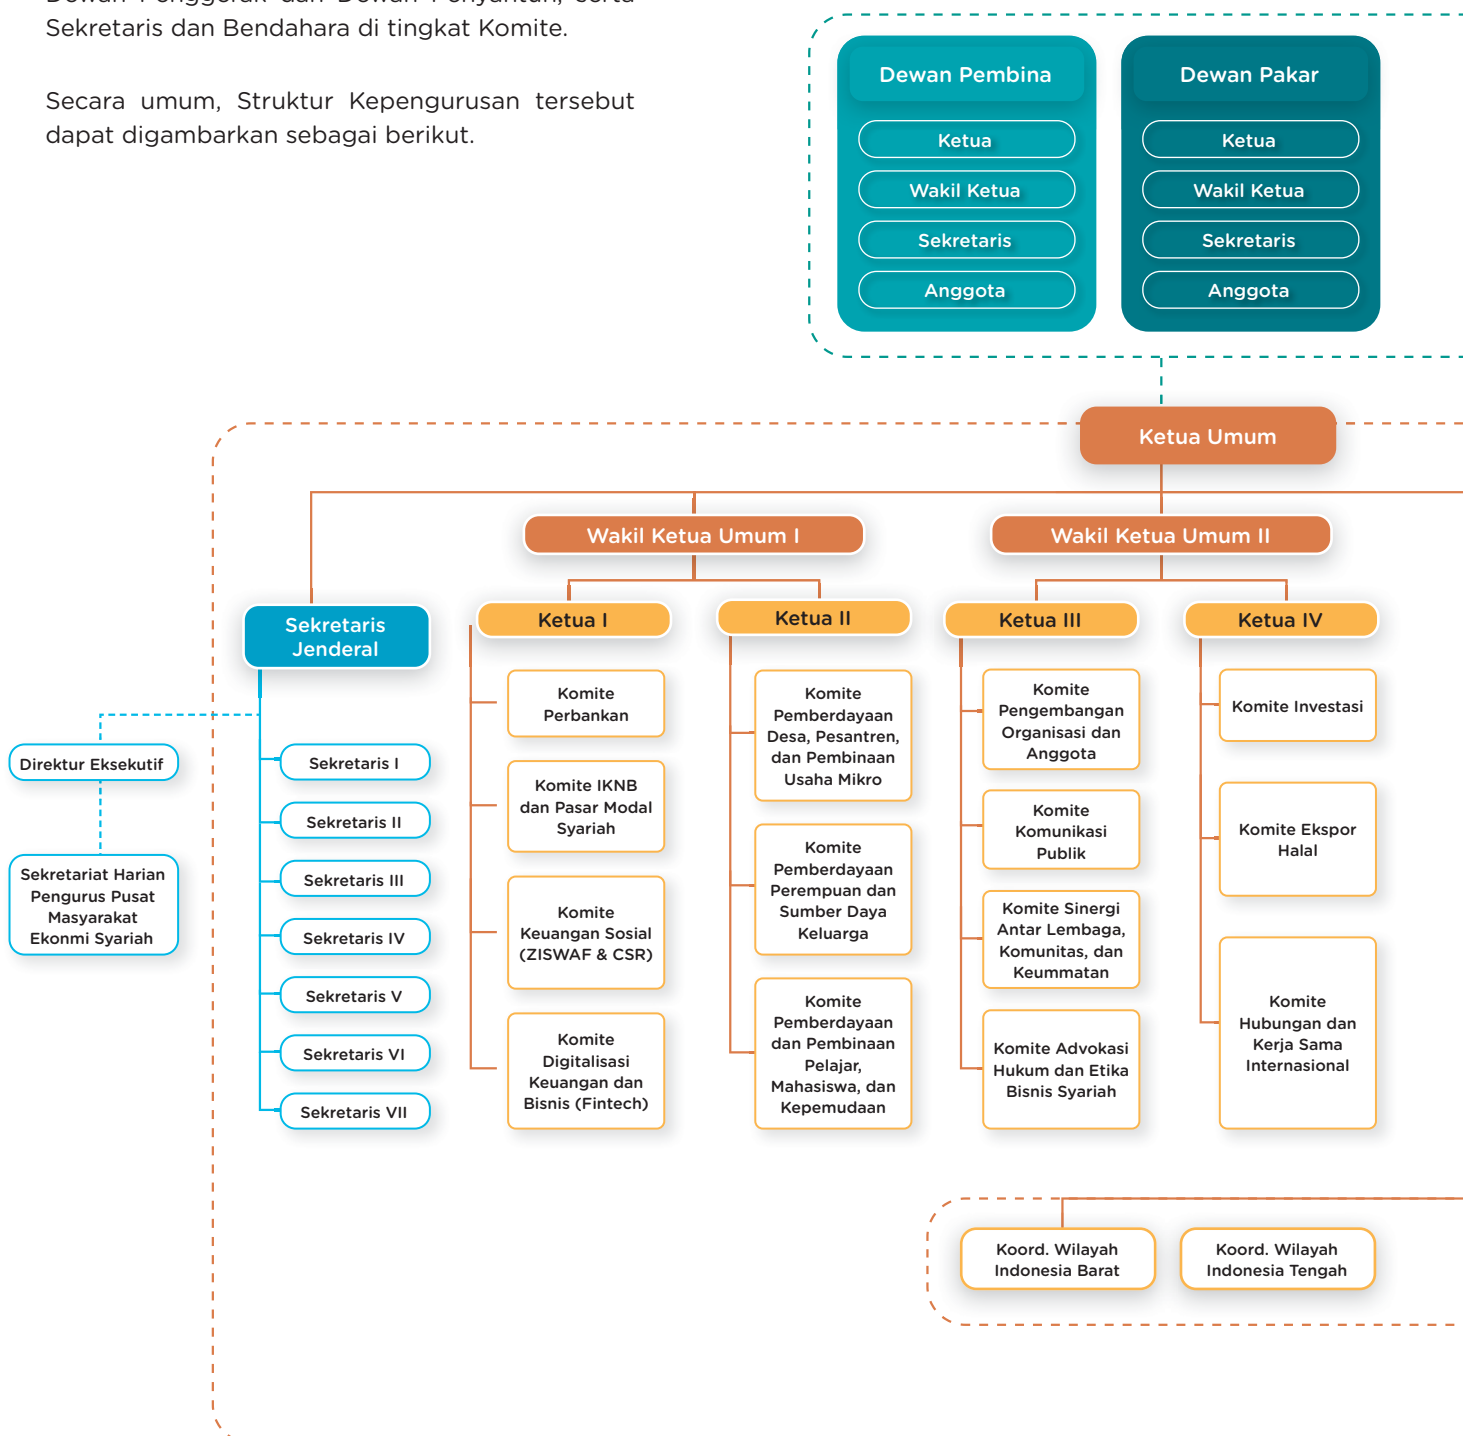 Dewan Penggerak dan Dewan Penyantun, serta
Sekretaris dan Bendahara di tingkat Komite.
Secara umum, Struktur Kepengurusan tersebut
dapat digambarkan sebagai berikut.
Dewan Pembina
Ketua
Wakil Ketua
Sekretaris
Anggota
Dewan Pakar
Ketua
Wakil Ketua
Sekretaris
Anggota
Ketua Umum
Wakil Ketua Umum I
Wakil Ketua Umum II
Sekretaris
Jenderal
Direktur Eksekutif
Sekretariat Harian
Pengurus Pusat
Masyarakat
Ekonmi Syariah
Sekretaris I
Sekretaris II
Sekretaris III
Sekretaris IV
Sekretaris V
Sekretaris VI
Sekretaris VII
Ketua I
Komite
Perbankan
Komite IKNB
dan Pasar Modal
Syariah
Komite
Keuangan Sosial
(ZISWAF & CSR)
Komite
Digitalisasi
Keuangan dan
Bisnis (Fintech)
Ketua II
Komite
Pemberdayaan
Desa, Pesantren,
dan Pembinaan
Usaha Mikro
Komite
Pemberdayaan
Perempuan dan
Sumber Daya
Keluarga
Komite
Pemberdayaan
dan Pembinaan
Pelajar,
Mahasiswa, dan
Kepemudaan
Ketua III
Komite
Pengembangan
Organisasi dan
Anggota
Komite
Komunikasi
Publik
Komite Sinergi
Antar Lembaga,
Komunitas, dan
Keummatan
Komite Advokasi
Hukum dan Etika
Bisnis Syariah
Ketua IV
Komite Investasi
Komite Ekspor
Halal
Komite
Hubungan dan
Kerja Sama
Internasional
Koord. Wilayah
Indonesia Barat
Koord. Wilayah
Indonesia Tengah